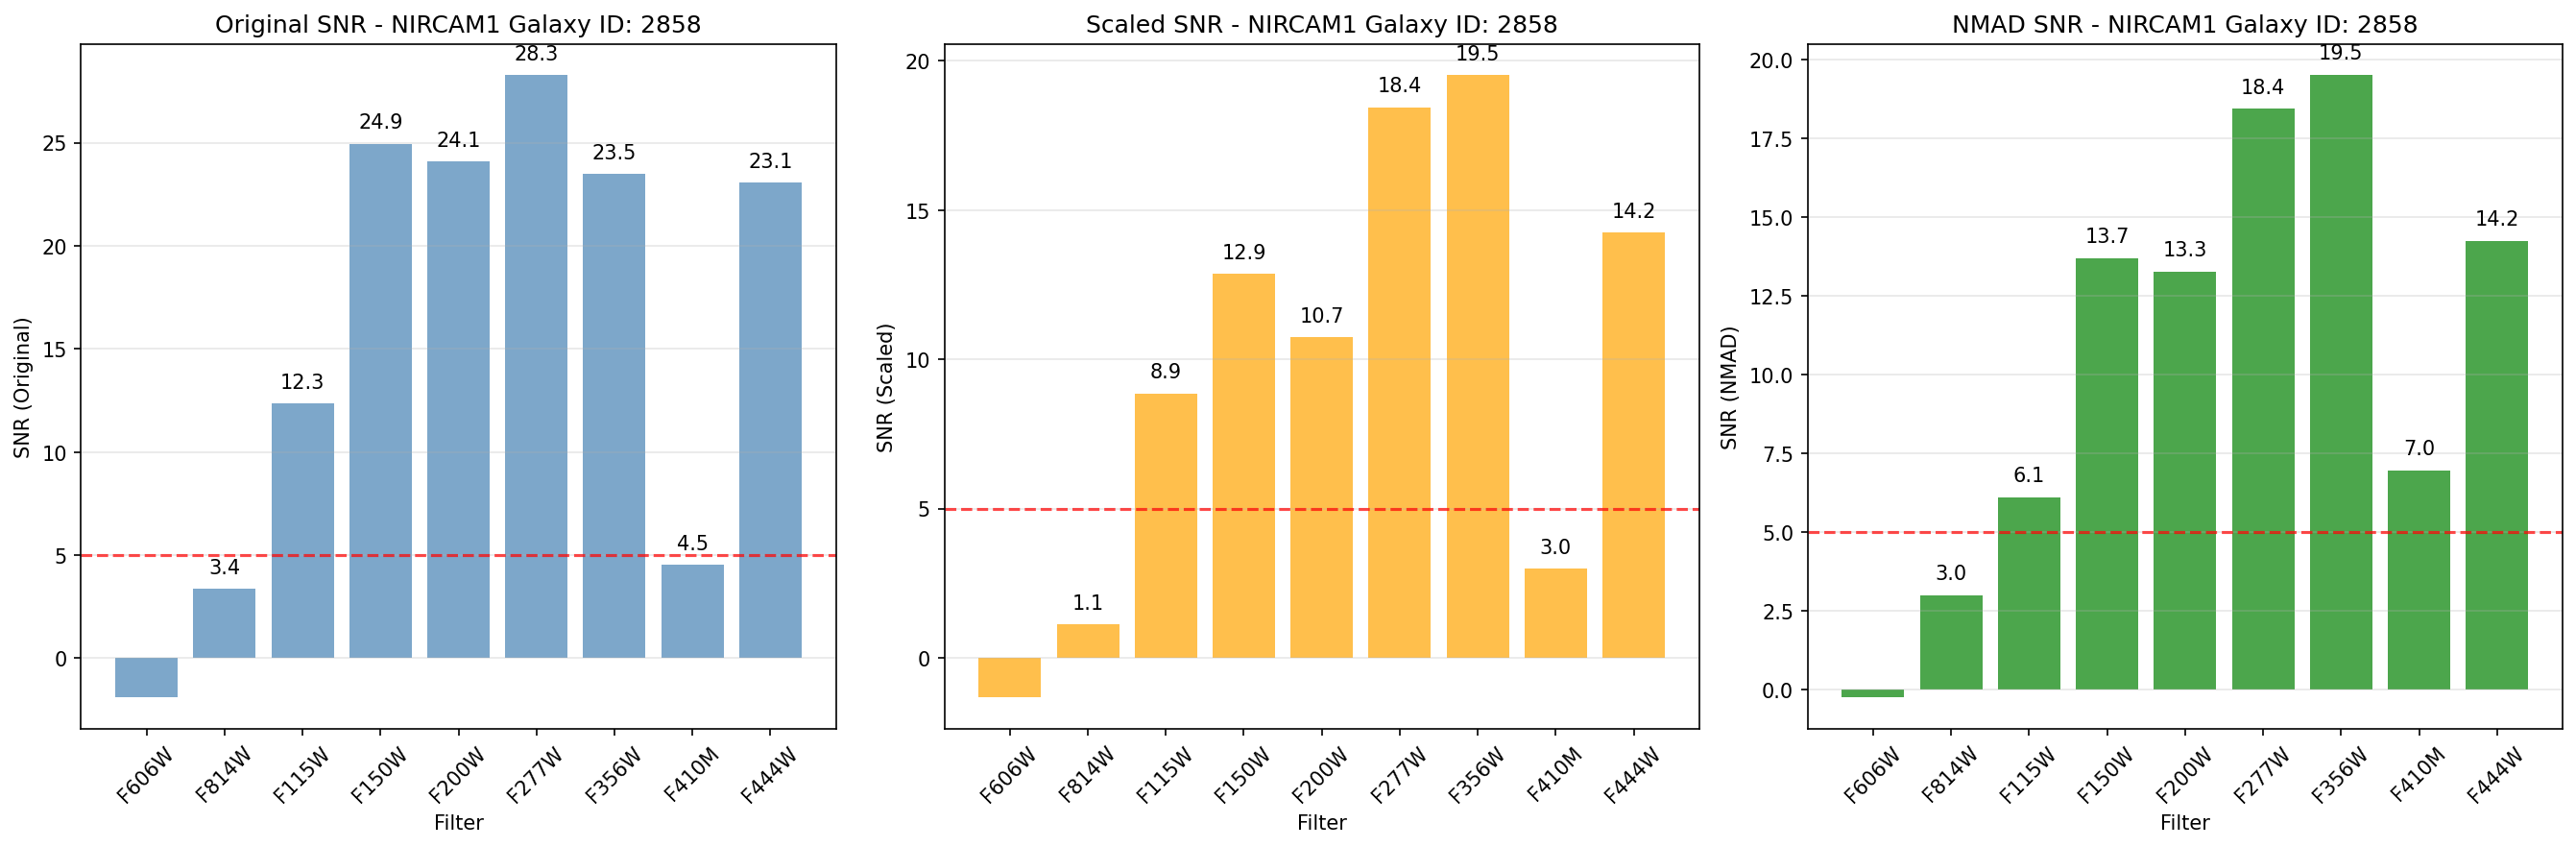 Original SNR - NIRCAM1 Galaxy ID: 2858
SNR (Original)
25
20
15
10
5
0
3.4
12.3
24.9
24.1
28.3
23.5
4.5
23.1
F606W
F814W
F115W
F150W
F200W
F277W
F356W
F410M
F444W
Filter
Scaled SNR - NIRCAM1 Galaxy ID: 2858
SNR (Scaled)
20
15
10
5
0
1.1
8.9
12.9
10.7
18.4
19.5
3.0
14.2
F606W
F814W
F115W
F150W
F200W
F277W
F356W
F410M
F444W
Filter
NMAD SNR - NIRCAM1 Galaxy ID: 2858
SNR (NMAD)
20.0
17.5
15.0
12.5
10.0
7.5
5.0
2.5
0.0
3.0
6.1
13.7
13.3
18.4
19.5
7.0
14.2
F606W
F814W
F115W
F150W
F200W
F277W
F356W
F410M
F444W
Filter